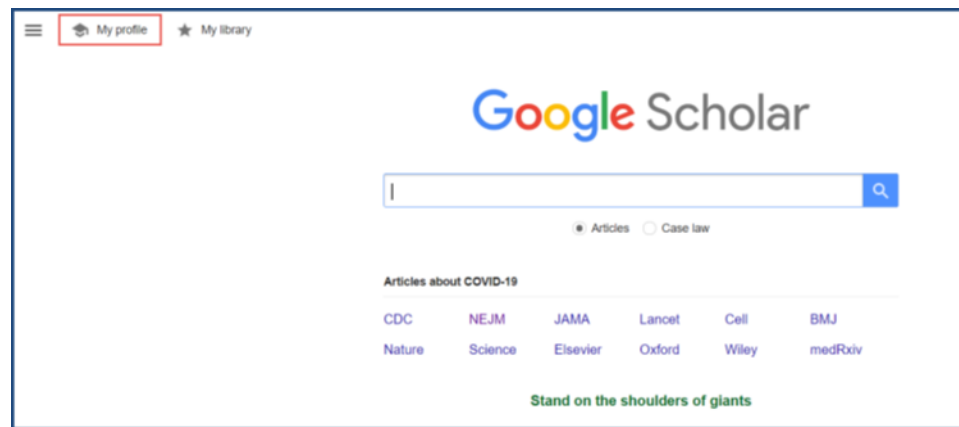 My profile My library
Google Scholar
Articles Case law
Articles about COVID-19
CDC NEJM JAMA Lancet Cell BMJ
Nature Science Elsevier Oxford Wiley medRxiv
Stand on the shoulders of giants